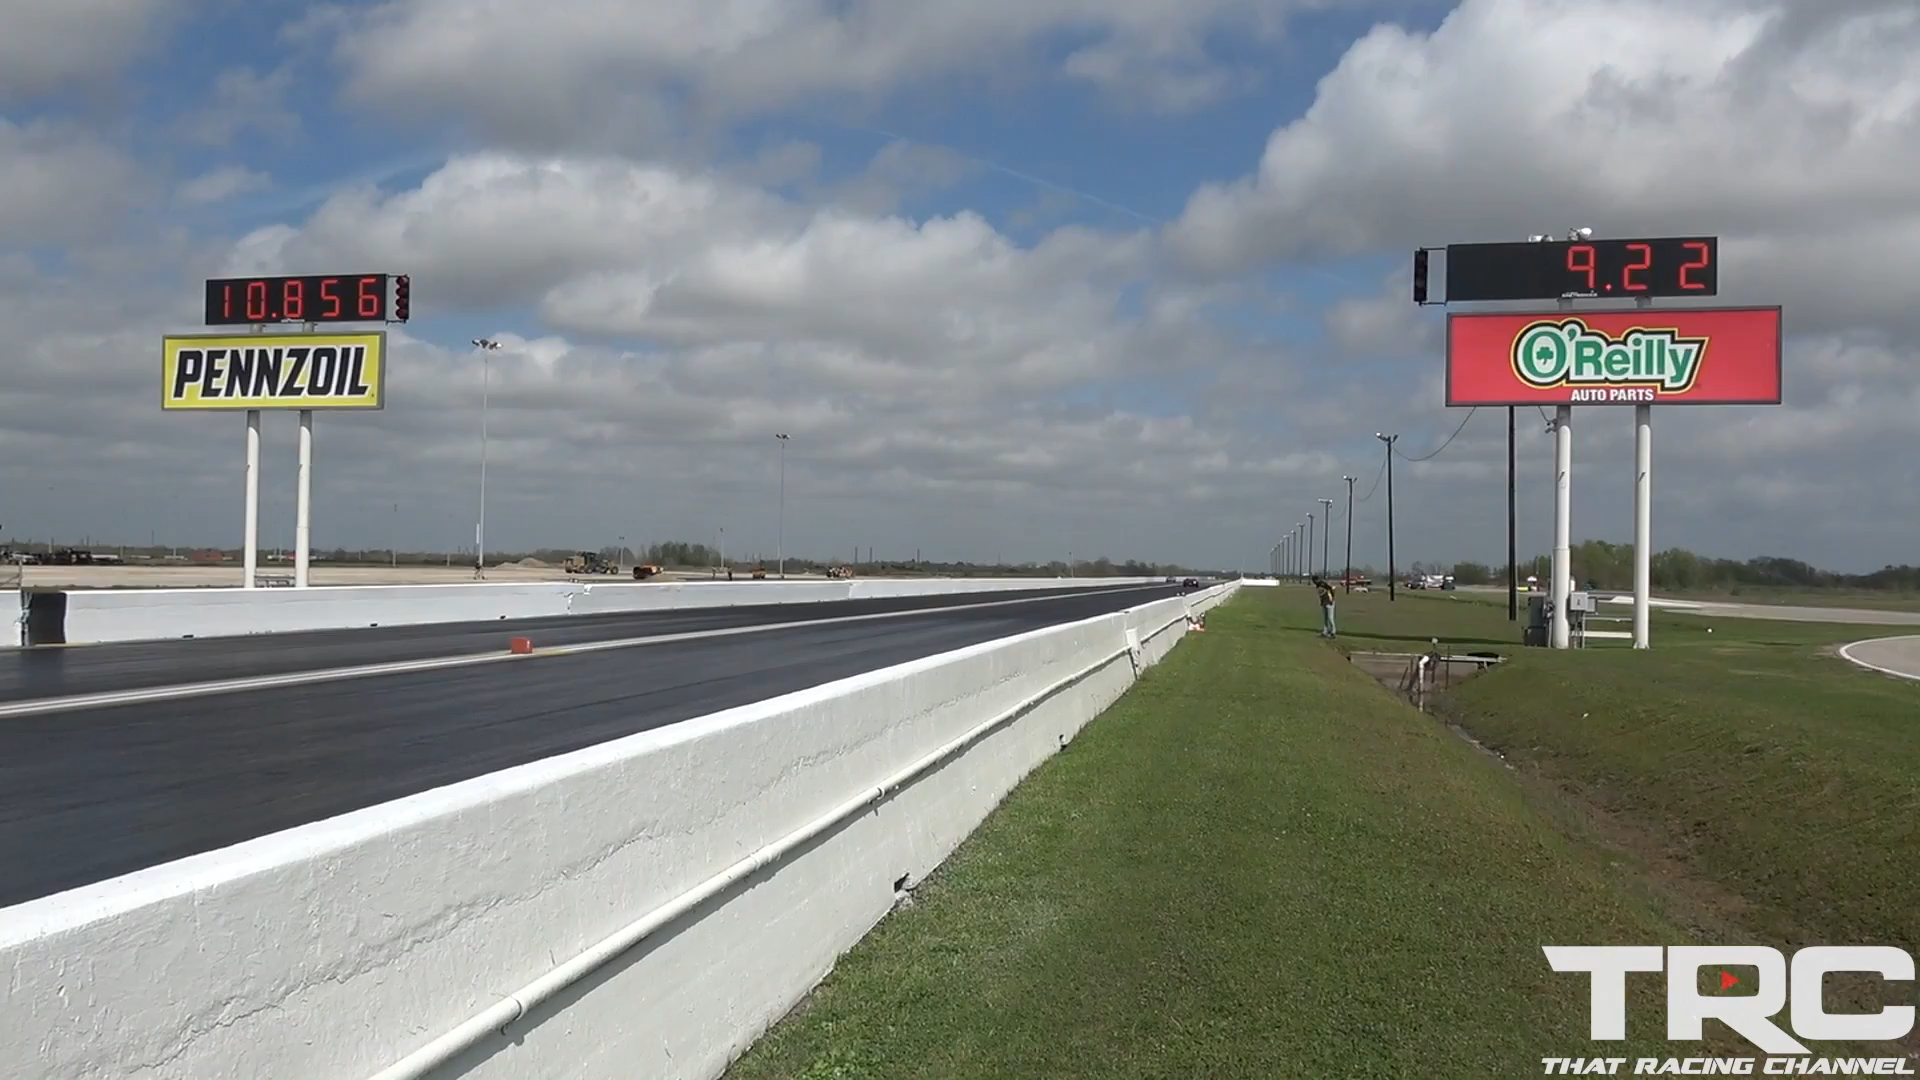 10.856
PENNZOIL
9.22
O'Reilly
AUTO PARTS
TRC
THAT RACING CHANNEL